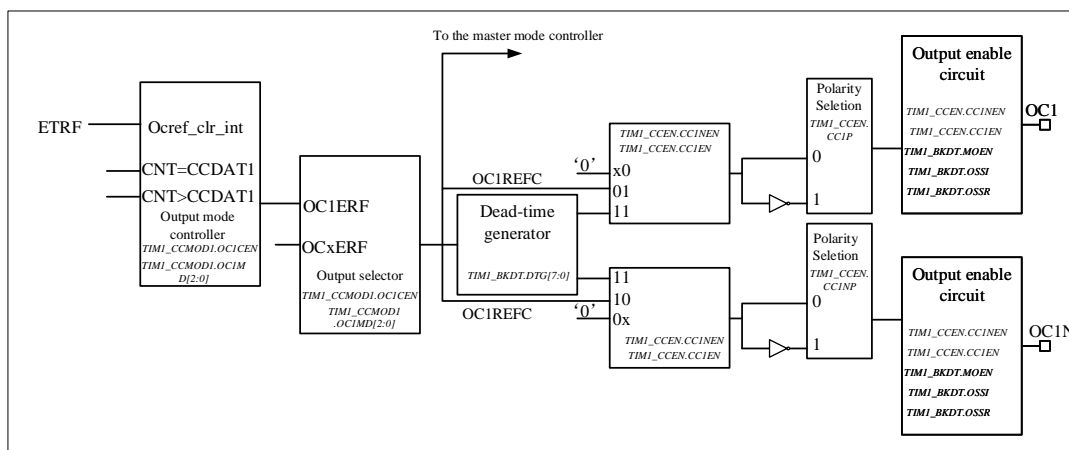 To the master mode controller
ETRF
Ocref_clr_int
CNT=CCDAT1
CNT>CCDAT1
Output mode
controller
TIM1_CCMOD1.OC1CEN
TIM1_CCMOD1.OC1M
D[2:0]
OC1ERF
OCxERF
Output selector
TIM1_CCMOD1.OC1CEN
TIM1_CCMOD1
.OC1MD[2:0]
OC1REFC
Dead-time
generator
TIM1_BKDT.DTG[7:0]
OC1REFC
TIM1_CCEN.CC1NEN
TIM1_CCEN.CC1EN
‘0’
x0
01
11
11
10
‘0’
0x
TIM1_CCEN.CC1NEN
TIM1_CCEN.CC1EN
Polarity
Seletion
TIM1_CCEN.
CC1P
0
1
Polarity
Seletion
TIM1_CCEN.
CC1NP
0
1
Output enable
circuit
TIM1_CCEN.CC1NEN
TIM1_CCEN.CC1EN
TIM1_BKDT.MOEN
TIM1_BKDT.OSSI
TIM1_BKDT.OSSR
OC1
Output enable
circuit
TIM1_CCEN.CC1NEN
TIM1_CCEN.CC1EN
TIM1_BKDT.MOEN
TIM1_BKDT.OSSI
TIM1_BKDT.OSSR
OC1N